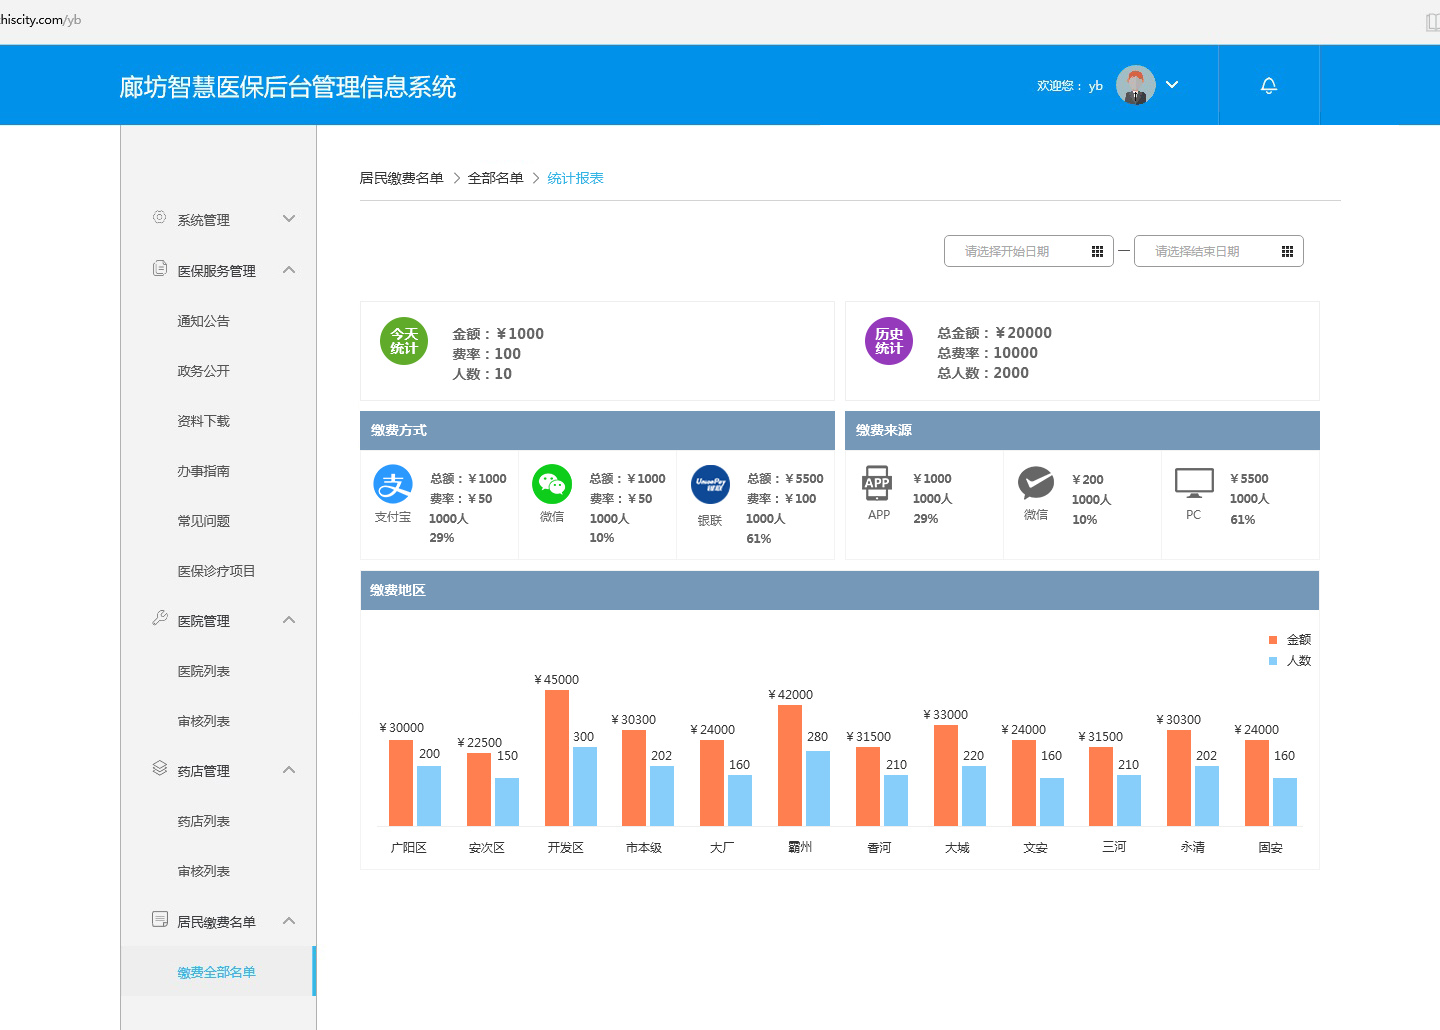 hiscity.com/yb
廊坊智慧医保后台管理信息系统
欢迎您： yb
系统管理
医保服务管理
通知公告
政务公开
资料下载
办事指南
常见问题
医保诊疗项目
医院管理
医院列表
审核列表
药店管理
药店列表
审核列表
居民缴费名单
缴费全部名单
居民缴费名单 > 全部名单 > 统计报表
请选择开始日期 — 请选择结束日期
今天
统计
金额：￥1000
费率：100
人数：10
历史
统计
总金额：￥20000
总费率：10000
总人数：2000
缴费方式
支付宝
总额：￥1000
费率：￥50
1000人
29%
微信
总额：￥1000
费率：￥50
1000人
10%
UnionPay
银联
银联
总额：￥5500
费率：￥100
1000人
61%
缴费来源
APP
APP
￥1000
1000人
29%
微信
￥200
1000人
10%
PC
￥5500
1000人
61%
缴费地区
金额
人数
￥30000 200
￥22500 150
￥45000 300
￥30300 202
￥24000 160
￥42000 280
￥31500 210
￥33000 220
￥24000 160
￥31500 210
￥30300 202
￥24000 160
广阳区 安次区 开发区 市本级 大厂 霸州 香河 大城 文安 三河 永清 固安